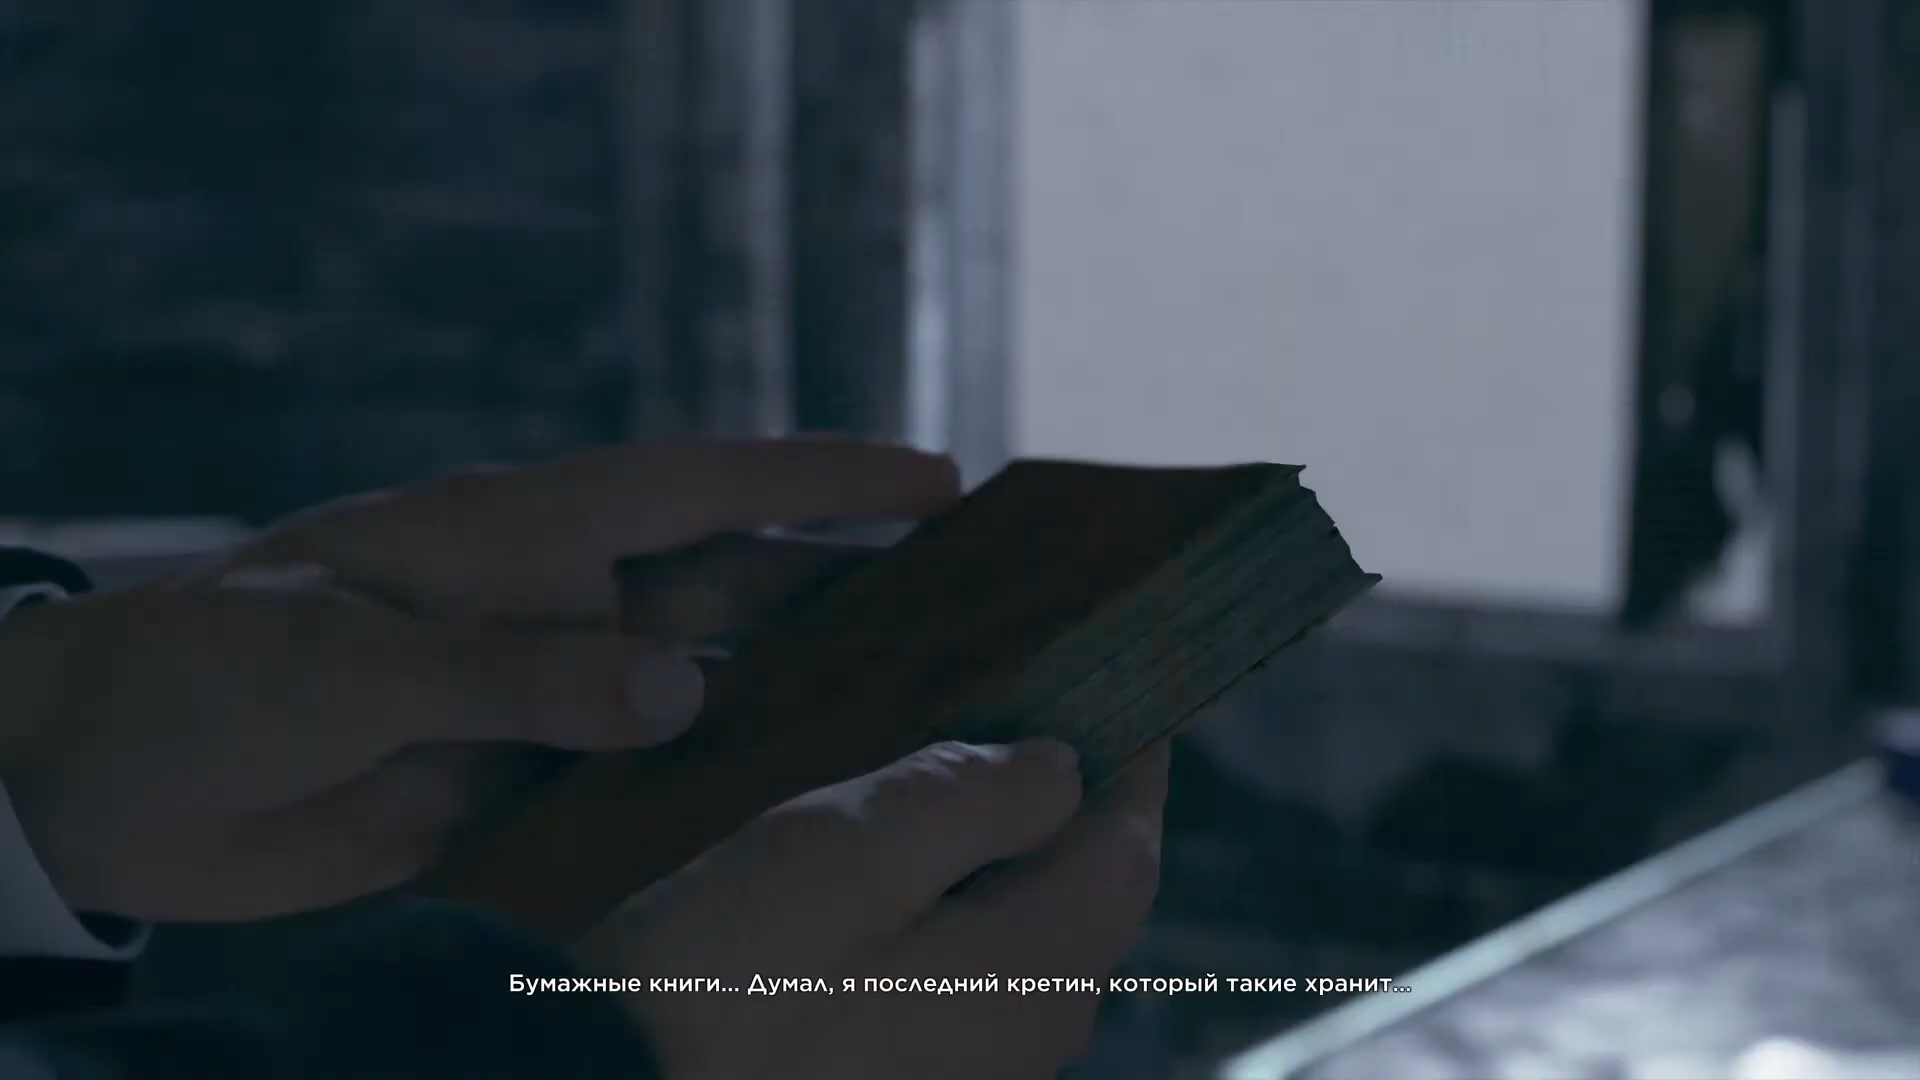 Бумажные книги... Думал, я последний кретин, который такие хранит...